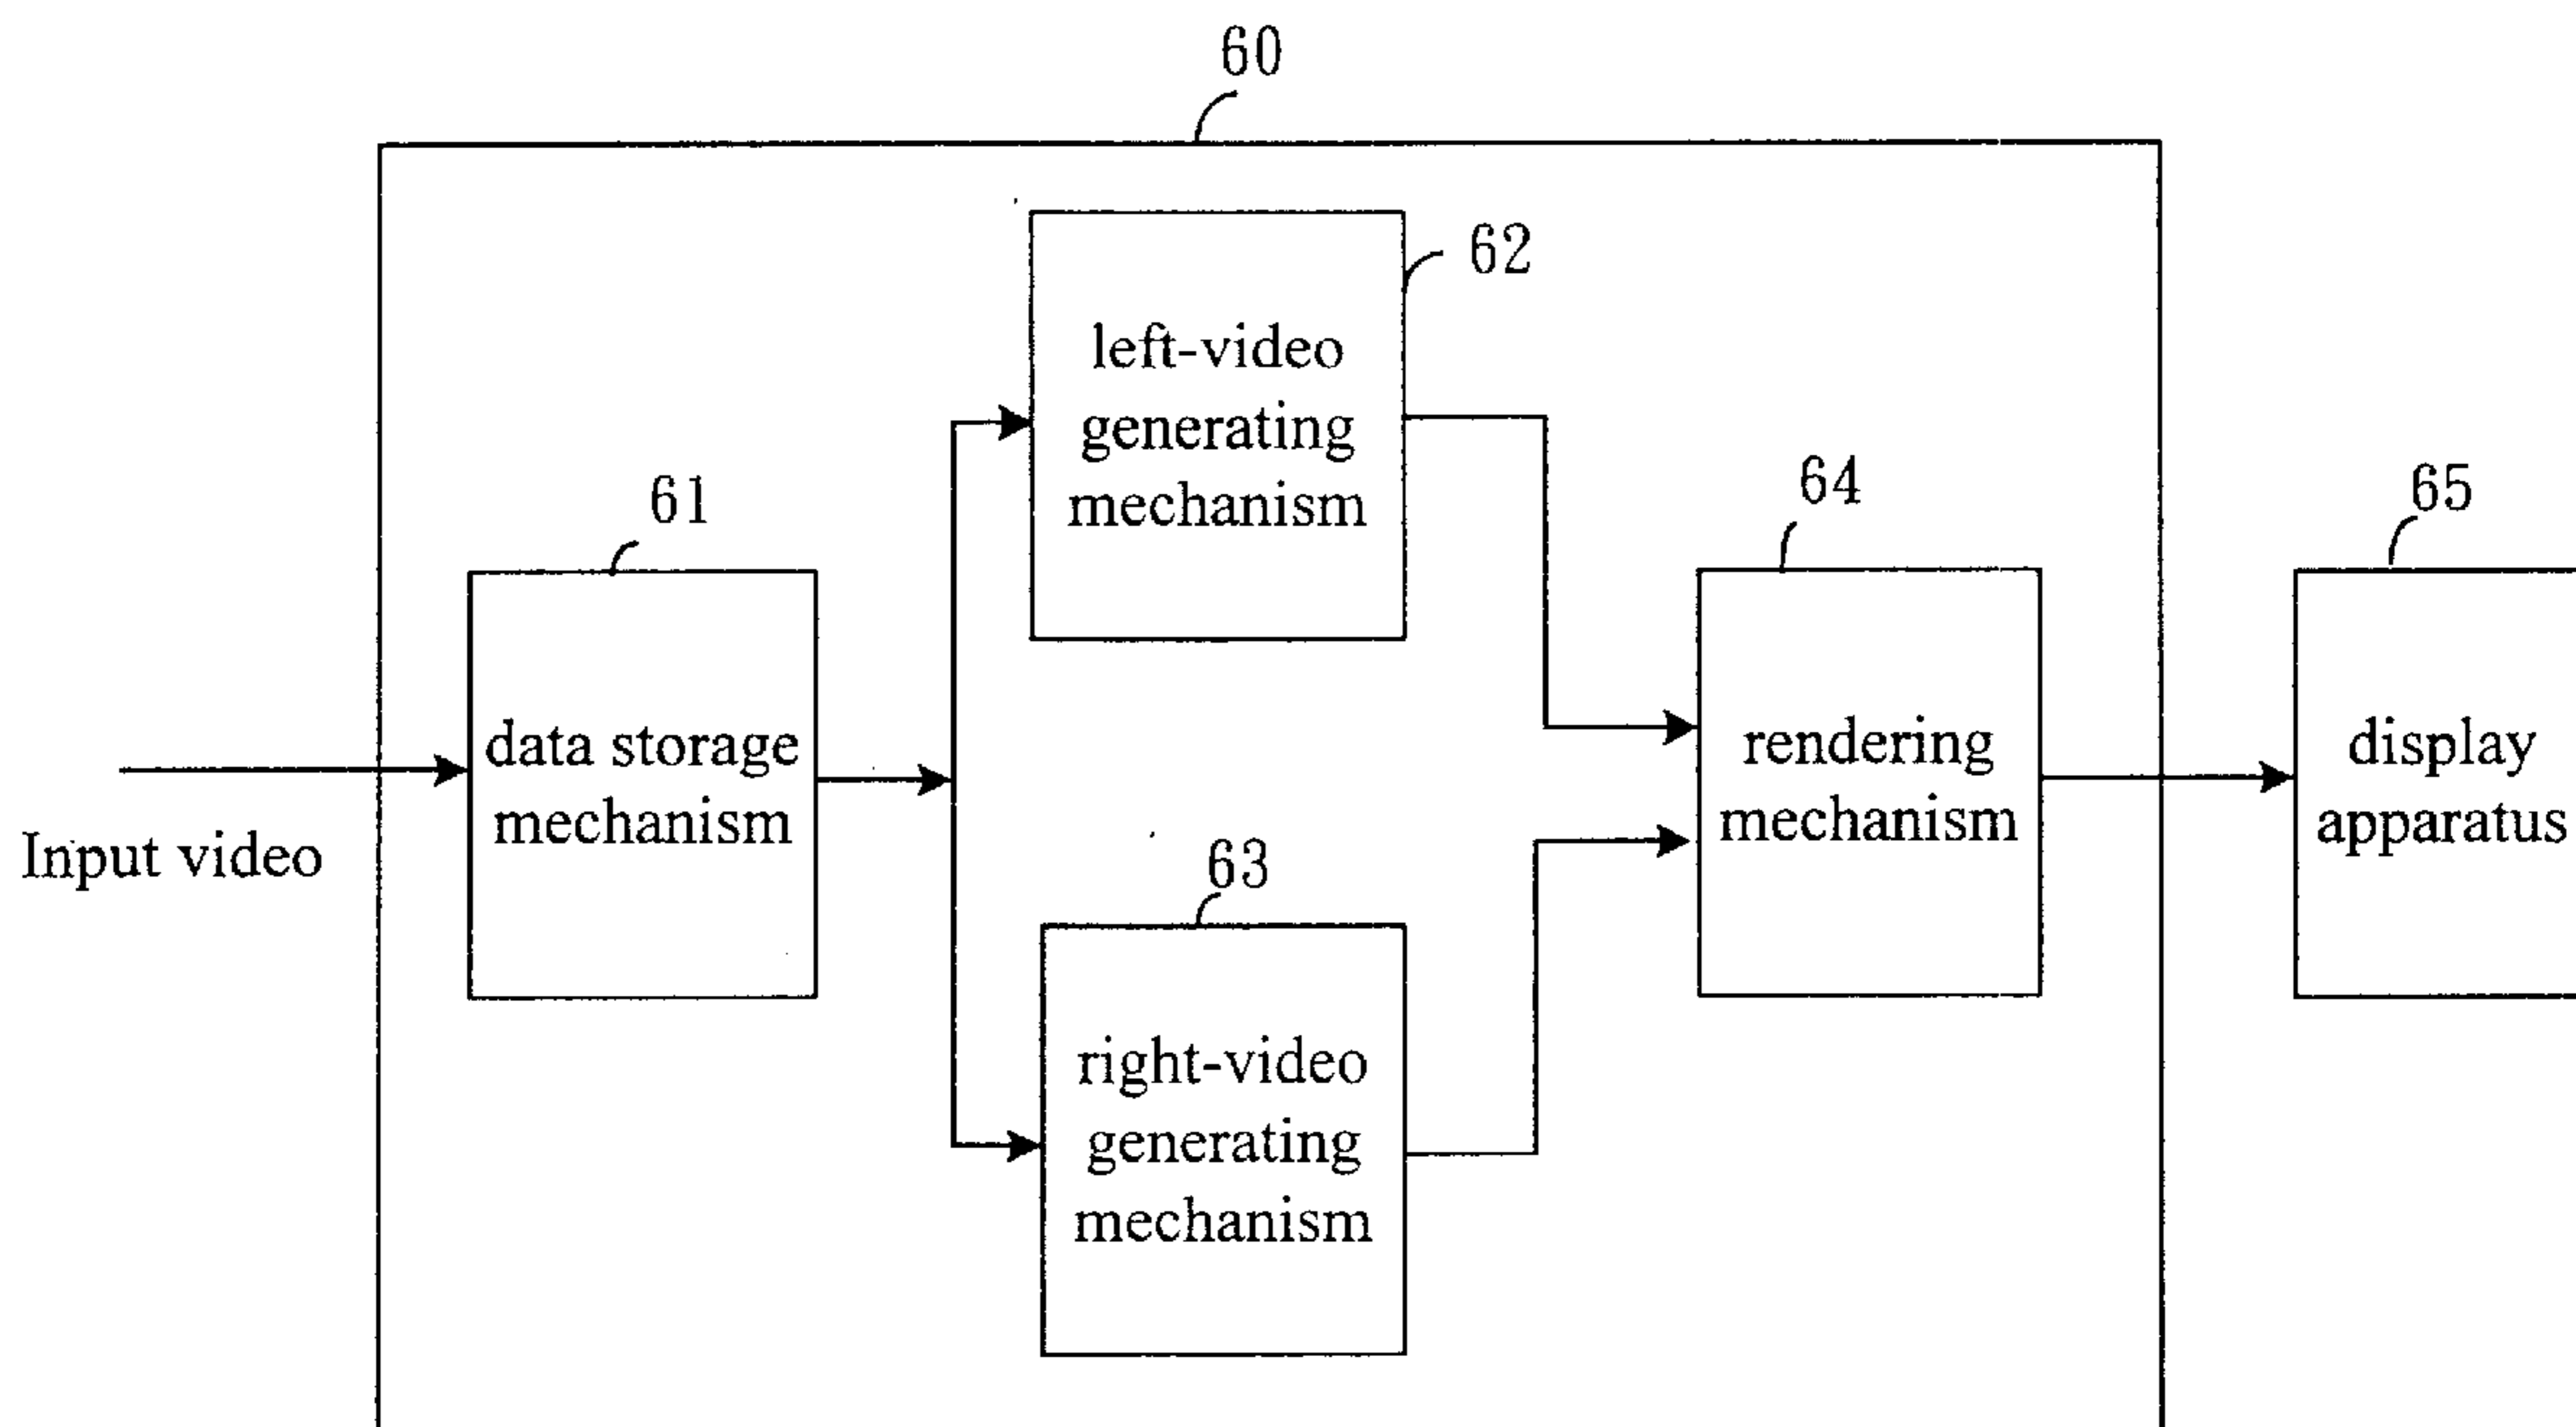 60
62
left-video
generating
mechanism
61
64
65
data storage
mechanism
rendering
mechanism
display
apparatus
Input video
63
right-video
generating
mechanism